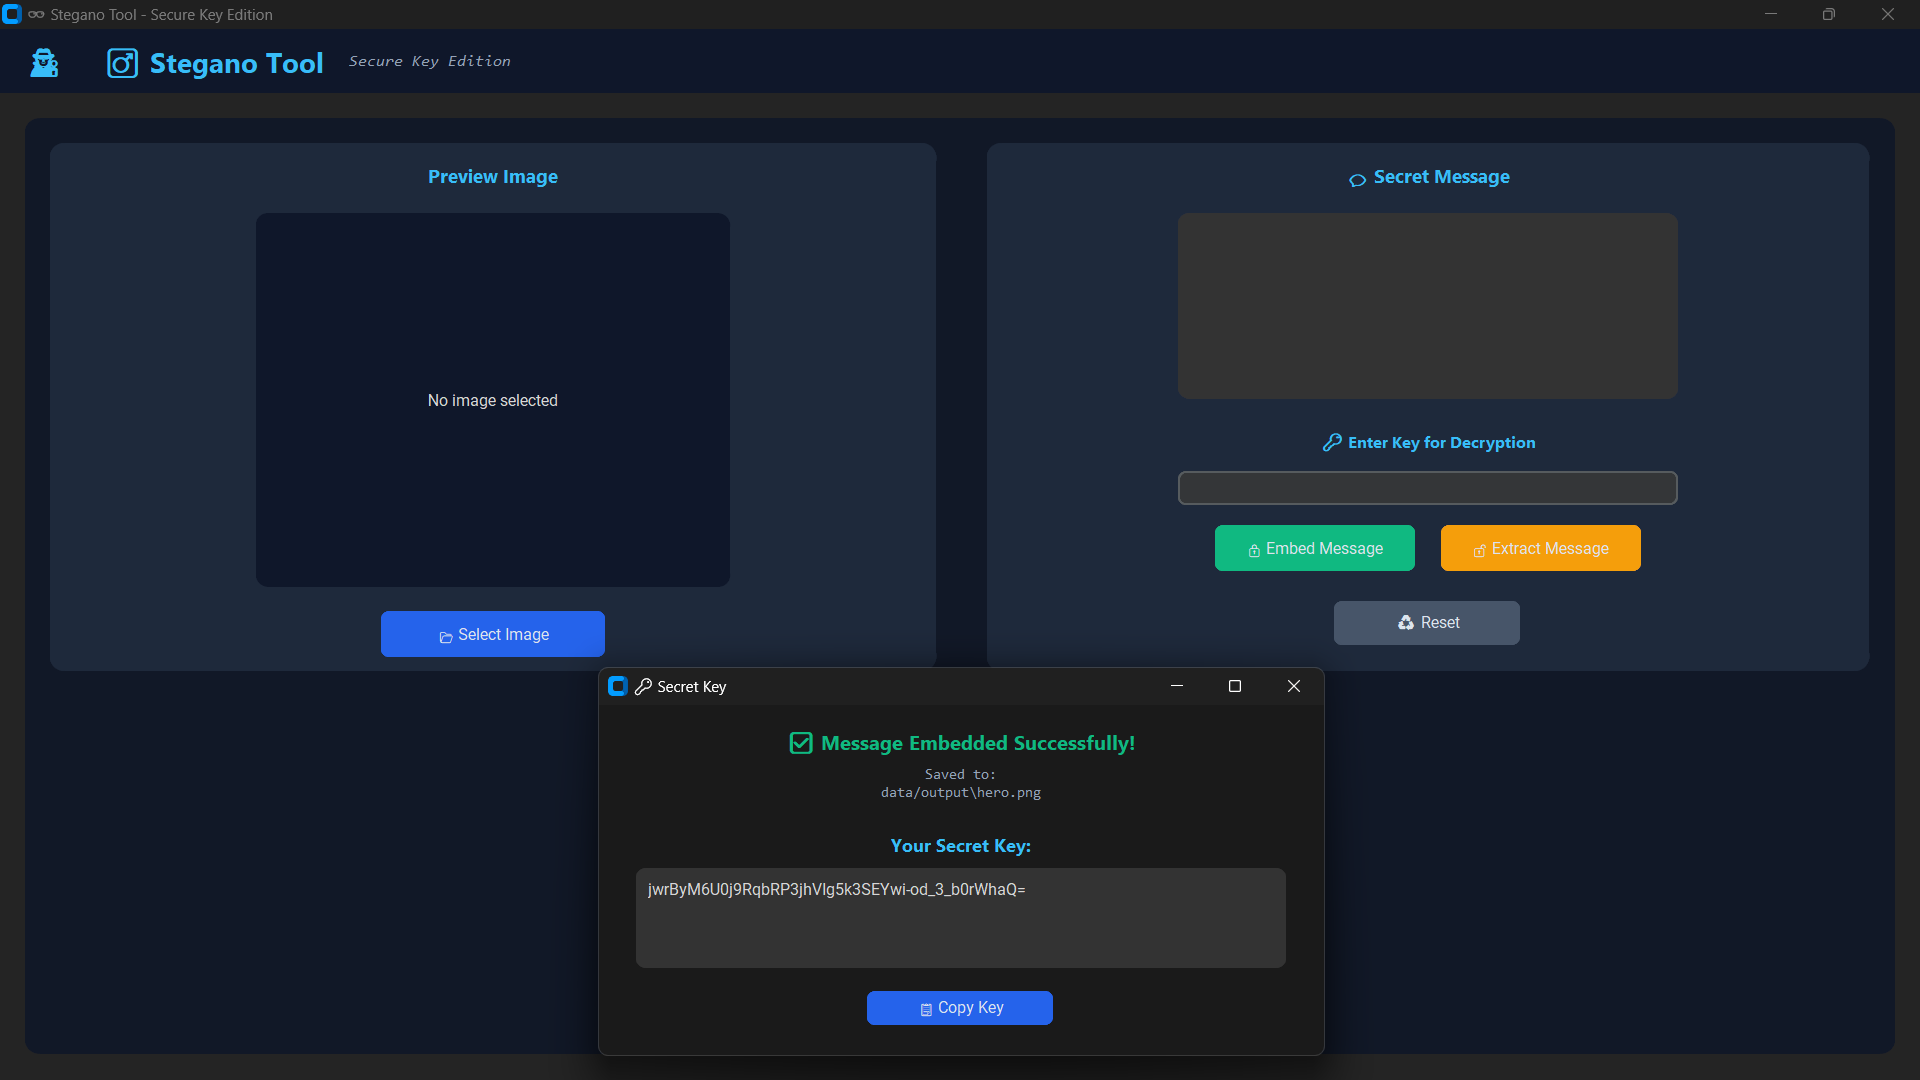 Stegano Tool - Secure Key Edition
Stegano Tool
Secure Key Edition
Preview Image
No image selected
Select Image
Secret Message
Enter Key for Decryption
Embed Message
Extract Message
Reset
Secret Key
Message Embedded Successfully!
Saved to:
data/output\hero.png
Your Secret Key:
jwrByM6U0j9RqbRP3jhVIg5k3SEYwi-od_3_b0rWhaQ=
Copy Key